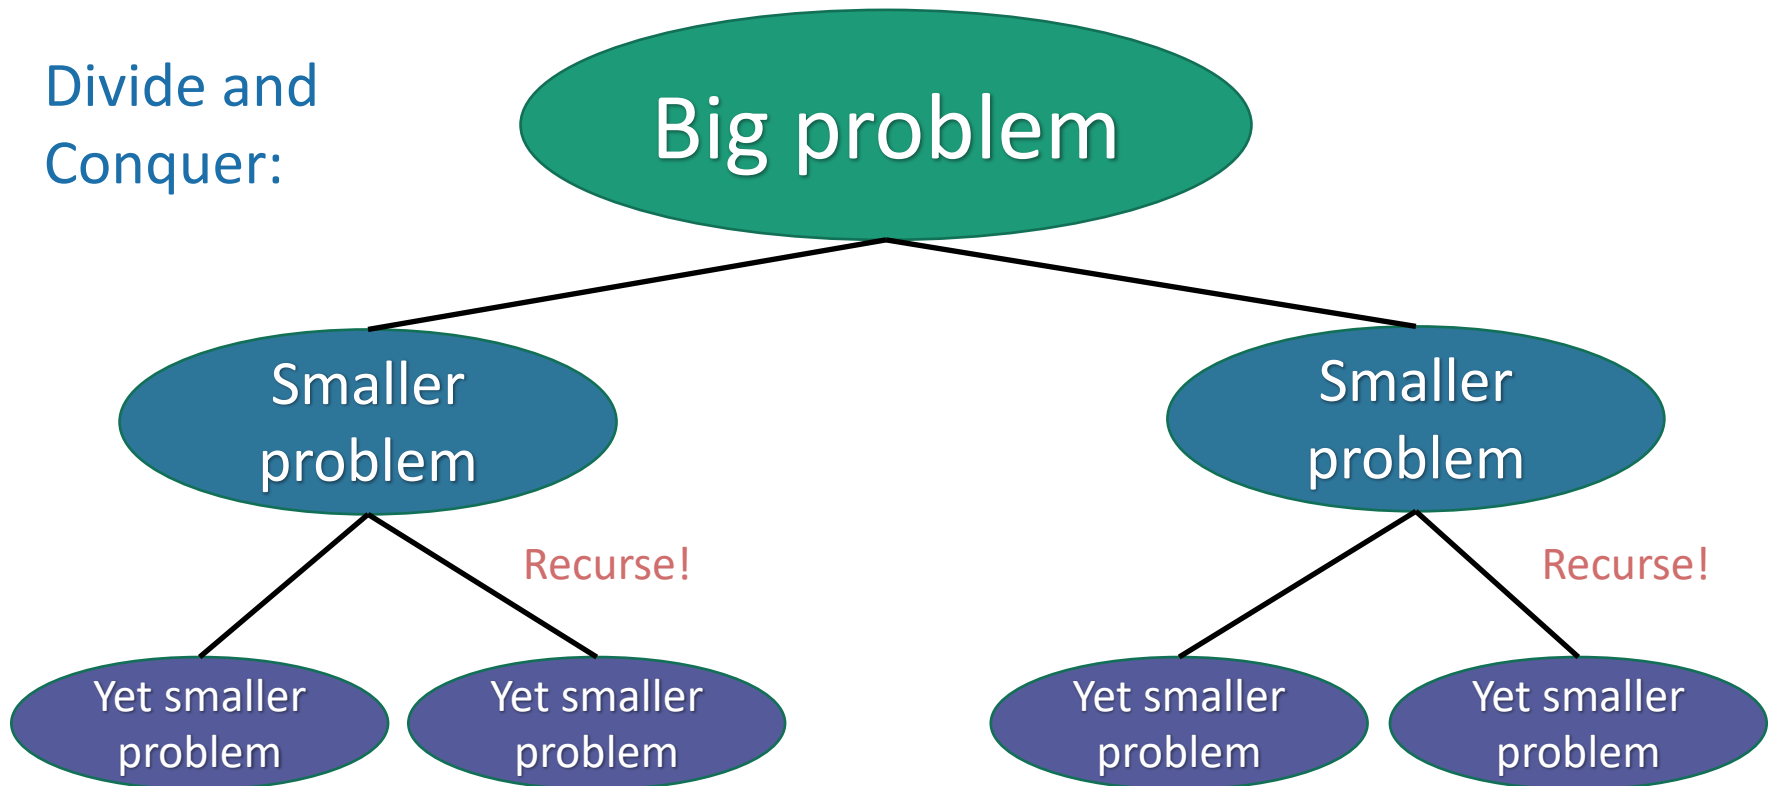 Divide and
Conquer:
Big problem
Smaller
problem
Smaller
problem
Recurse!
Recurse!
Yet smaller
problem
Yet smaller
problem
Yet smaller
problem
Yet smaller
problem